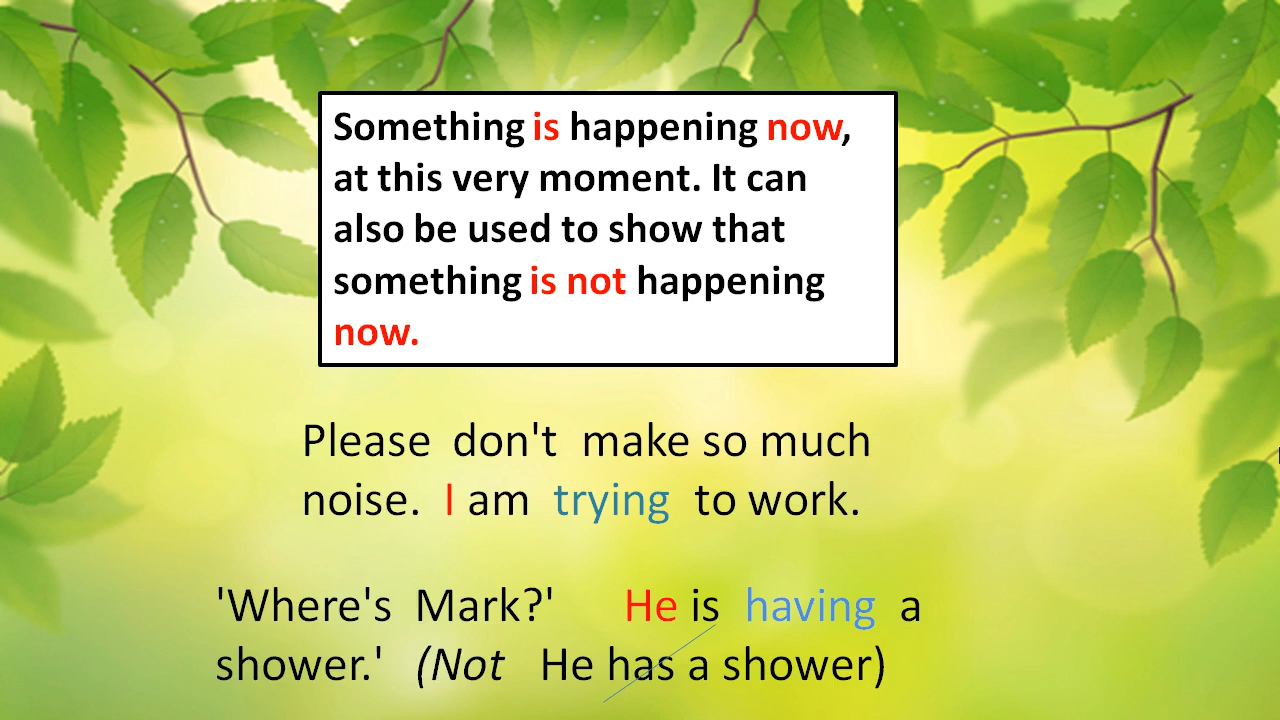 Something is happening now,
at this very moment. It can
also be used to show that
something is not happening
now.
Please don't make so much
noise. I am trying to work.
'Where's Mark?' He is having a
shower.' (Not He has a shower)